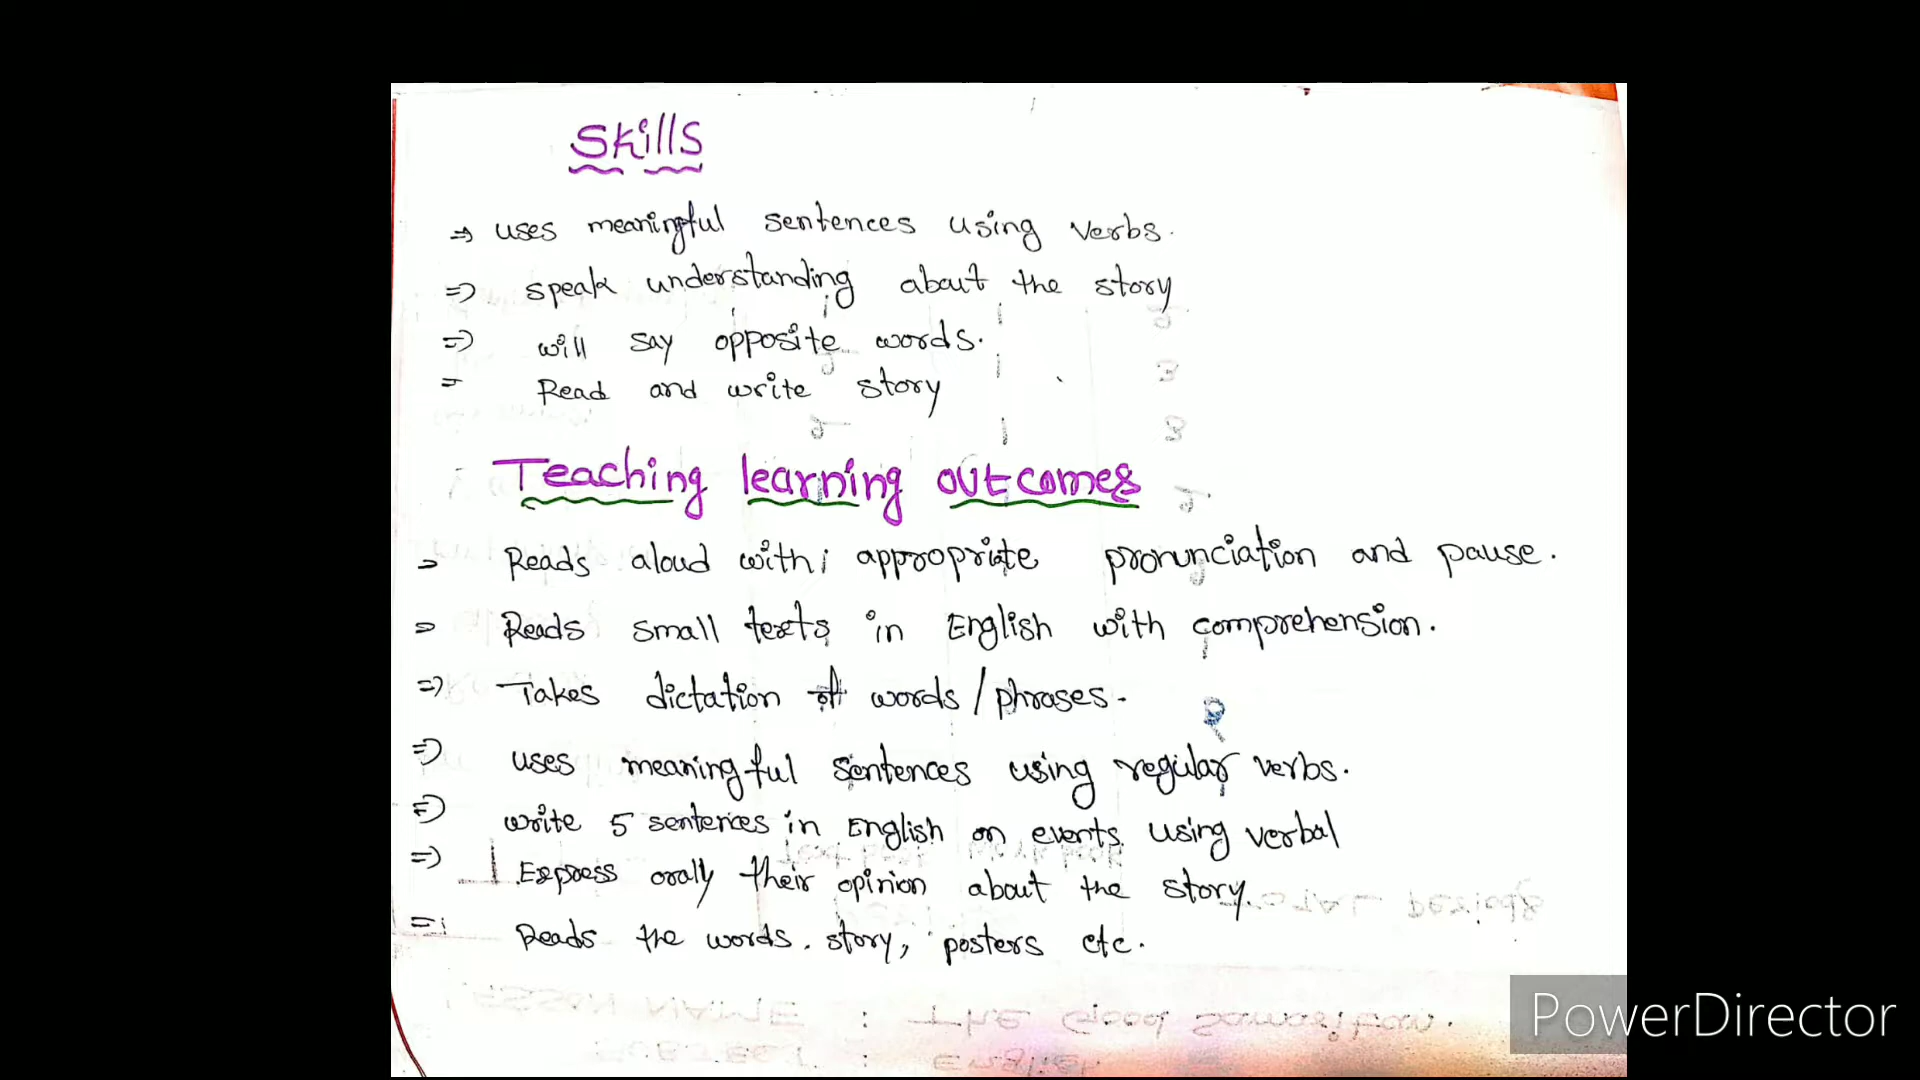 Skills
⇒ uses meaningful sentences using verbs.
⇒ speak understanding about the story
⇒ will say opposite words.
= Read and write story
Teaching learning outcomes
⇒ Reads aloud with appropriate pronunciation and pause.
⇒ Reads small texts in English with comprehension.
⇒ Takes dictation of words/phrases.
⇒ uses meaningful sentences using regular verbs.
⇒ write 5 sentences in English on events using verbal
⇒ Express orally their opinion about the story.
⇒ Reads the words. story, posters etc.
PowerDirector